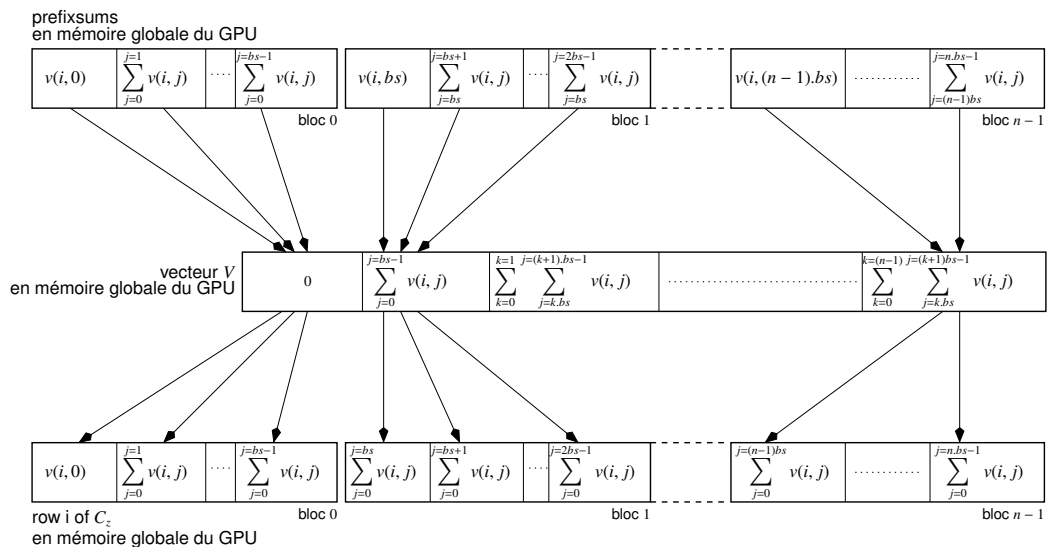 prefixsums
en mémoire globale du GPU
v(i, 0) ∑_{j=0}^{j=1} v(i, j) ···· ∑_{j=0}^{j=bs−1} v(i, j) v(i, bs) ∑_{j=bs}^{j=bs+1} v(i, j) ···· ∑_{j=bs}^{j=2bs−1} v(i, j) v(i, (n − 1).bs) ··········· ∑_{j=(n−1)bs}^{j=n.bs−1} v(i, j)
bloc 0 bloc 1 bloc n − 1
vecteur V
en mémoire globale du GPU
0 ∑_{j=0}^{j=bs−1} v(i, j) ∑_{k=0}^{k=1} ∑_{j=k.bs}^{j=(k+1).bs−1} v(i, j) ······························ ∑_{k=0}^{k=(n−1)} ∑_{j=k.bs}^{j=(k+1)bs−1} v(i, j)
v(i, 0) ∑_{j=0}^{j=1} v(i, j) ···· ∑_{j=0}^{j=bs−1} v(i, j) ∑_{j=0}^{j=bs} v(i, j) ∑_{j=0}^{j=bs+1} v(i, j) ···· ∑_{j=0}^{j=2bs−1} v(i, j) ∑_{j=0}^{j=(n−1)bs} v(i, j) ··········· ∑_{j=0}^{j=n.bs−1} v(i, j)
bloc 0 bloc 1 bloc n − 1
row i of C_z
en mémoire globale du GPU